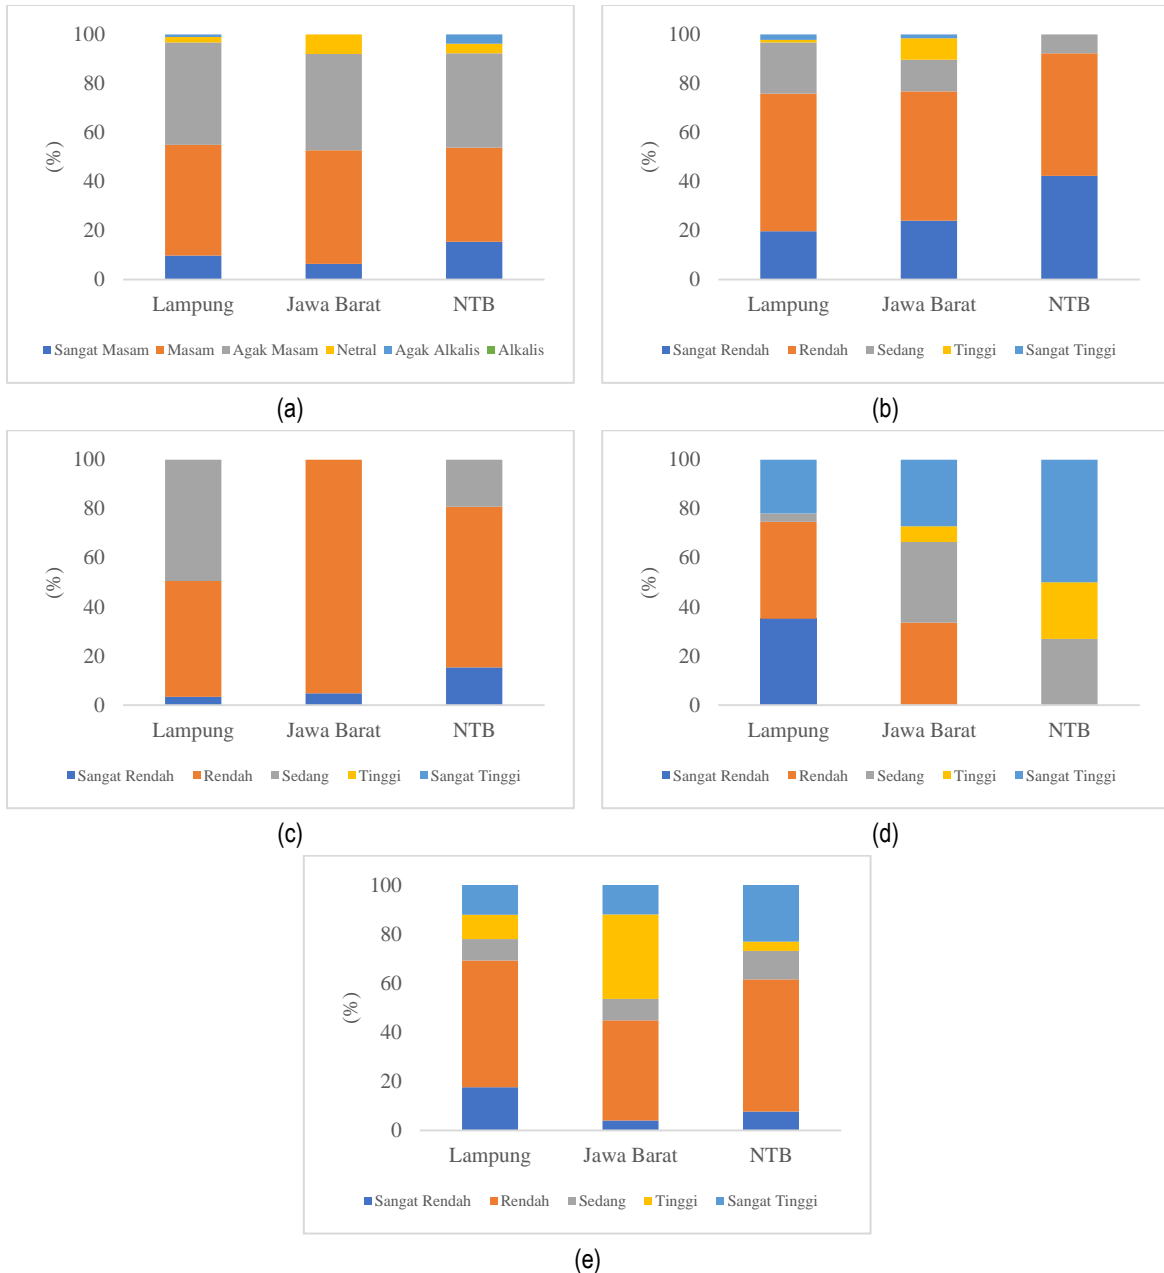 100
80
60
40
20
0
(%)
Lampung Jawa Barat NTB
Sangat Masam Masam Agak Masam Netral Agak Alkalis Alkalis
(a)
100
80
60
40
20
0
(%)
Lampung Jawa Barat NTB
Sangat Rendah Rendah Sedang Tinggi Sangat Tinggi
(b)
100
80
60
40
20
0
(%)
Lampung Jawa Barat NTB
Sangat Rendah Rendah Sedang Tinggi Sangat Tinggi
(c)
100
80
60
40
20
0
(%)
Lampung Jawa Barat NTB
Sangat Rendah Rendah Sedang Tinggi Sangat Tinggi
(d)
100
80
60
40
20
0
(%)
Lampung Jawa Barat NTB
Sangat Rendah Rendah Sedang Tinggi Sangat Tinggi
(e)